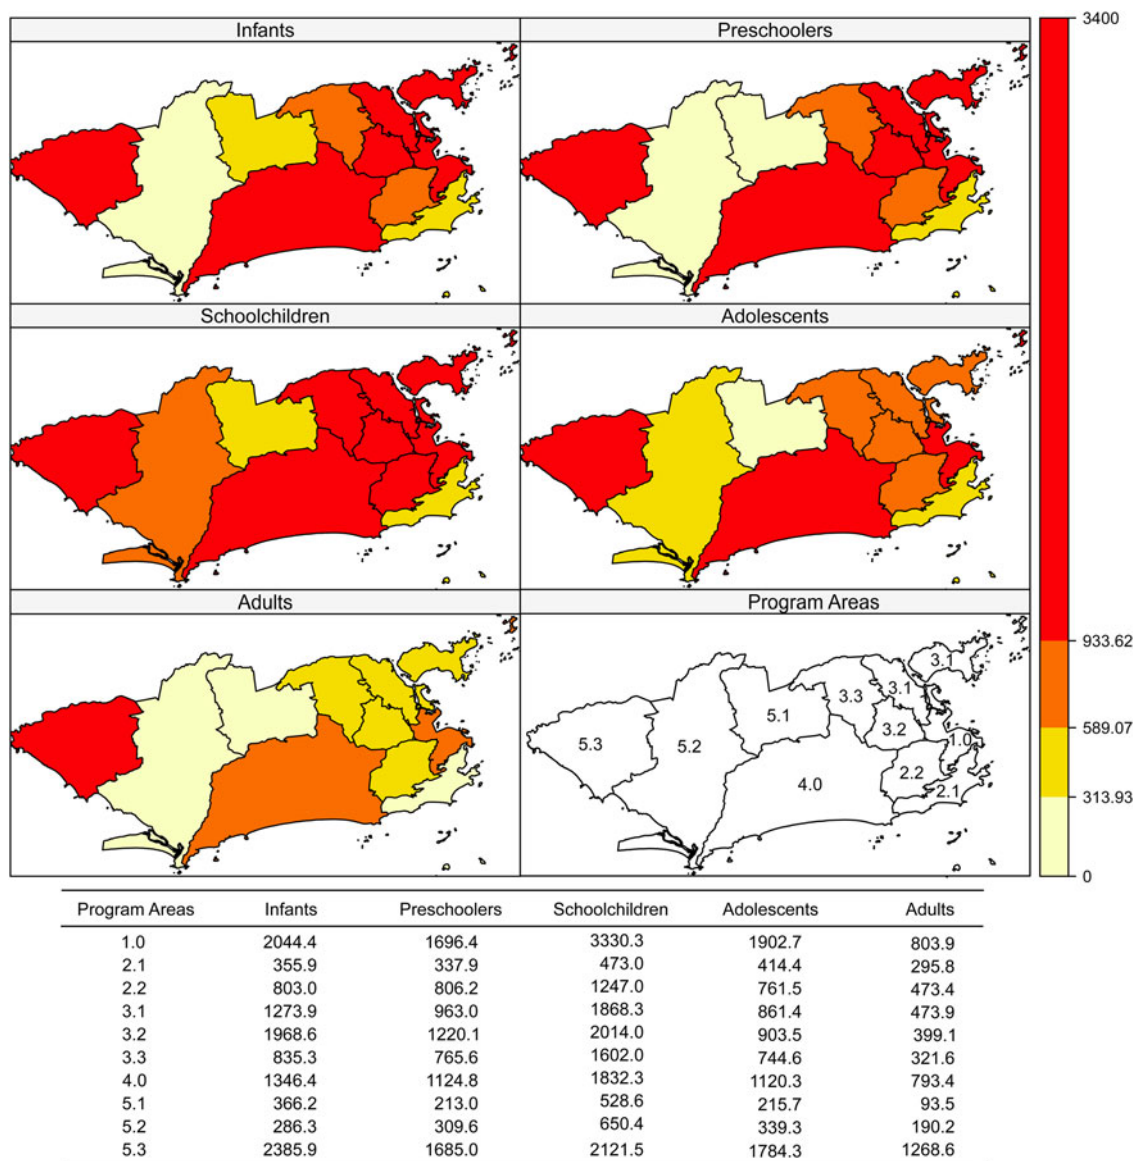 Infants Preschoolers 3400
Schoolchildren Adolescents
Adults Program Areas
933.62
3.1
3.1
3.3
589.07
5.1
3.2
1.0
5.3
5.2
2.2
4.0
2.1
313.93
0
Program Areas Infants Preschoolers Schoolchildren Adolescents Adults
1.0 2044.4 1696.4 3330.3 1902.7 803.9
2.1 355.9 337.9 473.0 414.4 295.8
2.2 803.0 806.2 1247.0 761.5 473.4
3.1 1273.9 963.0 1868.3 861.4 473.9
3.2 1968.6 1220.1 2014.0 903.5 399.1
3.3 835.3 765.6 1602.0 744.6 321.6
4.0 1346.4 1124.8 1832.3 1120.3 793.4
5.1 366.2 213.0 528.6 215.7 93.5
5.2 286.3 309.6 650.4 339.3 190.2
5.3 2385.9 1685.0 2121.5 1784.3 1268.6